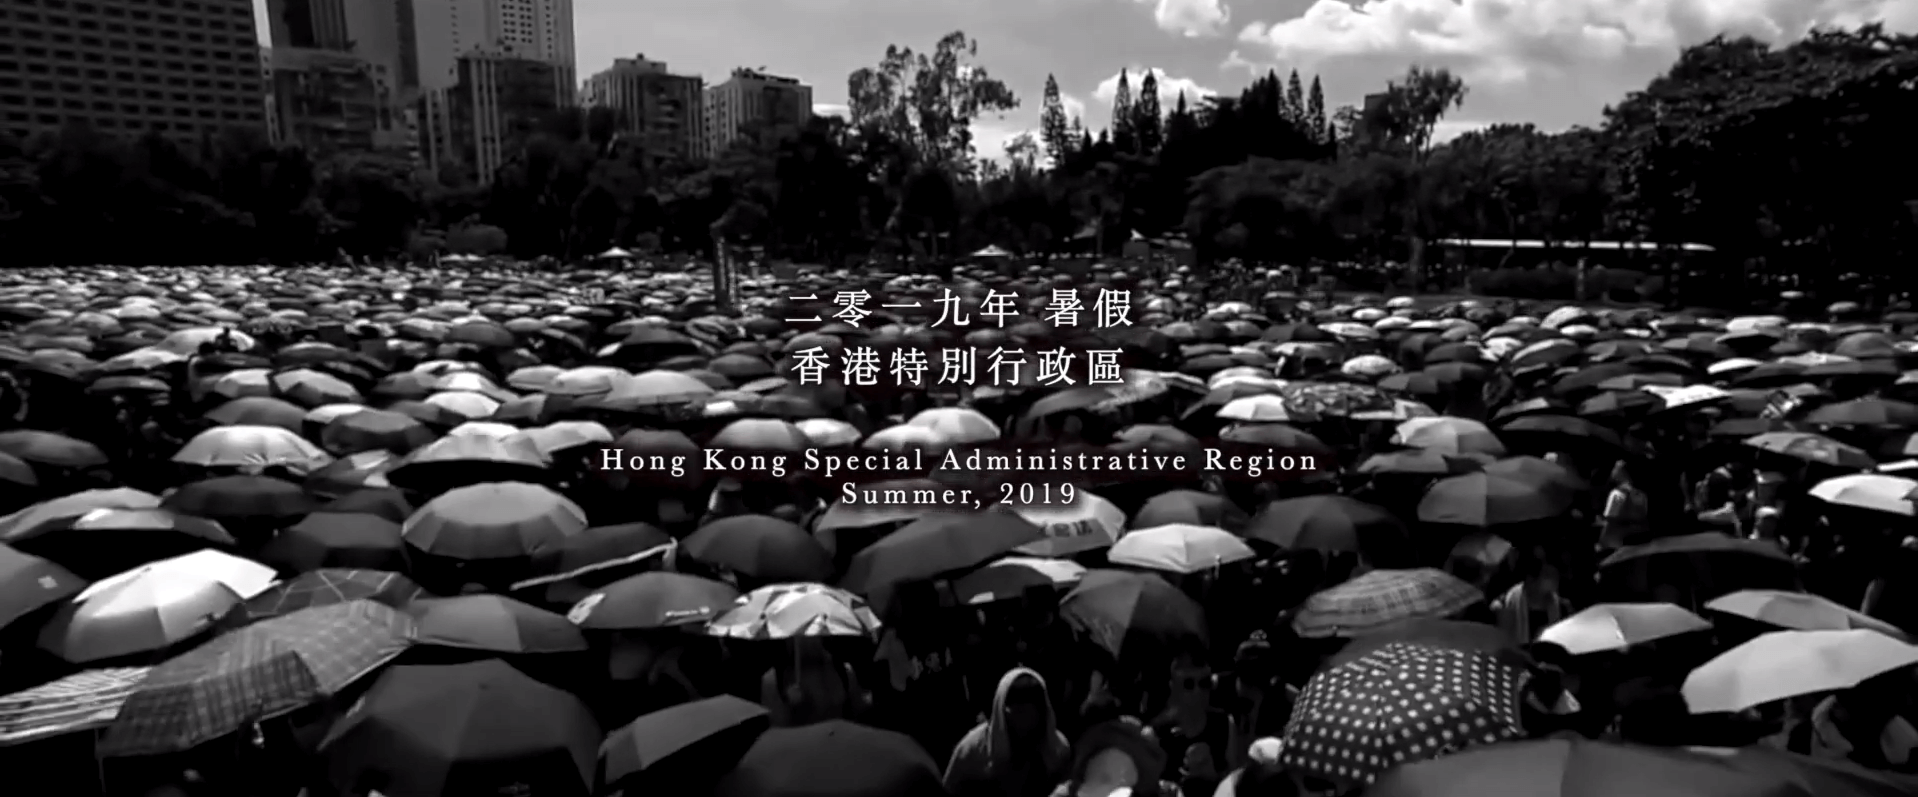 二零一九年 暑假
香港特別行政區
Hong Kong Special Administrative Region
Summer, 2019